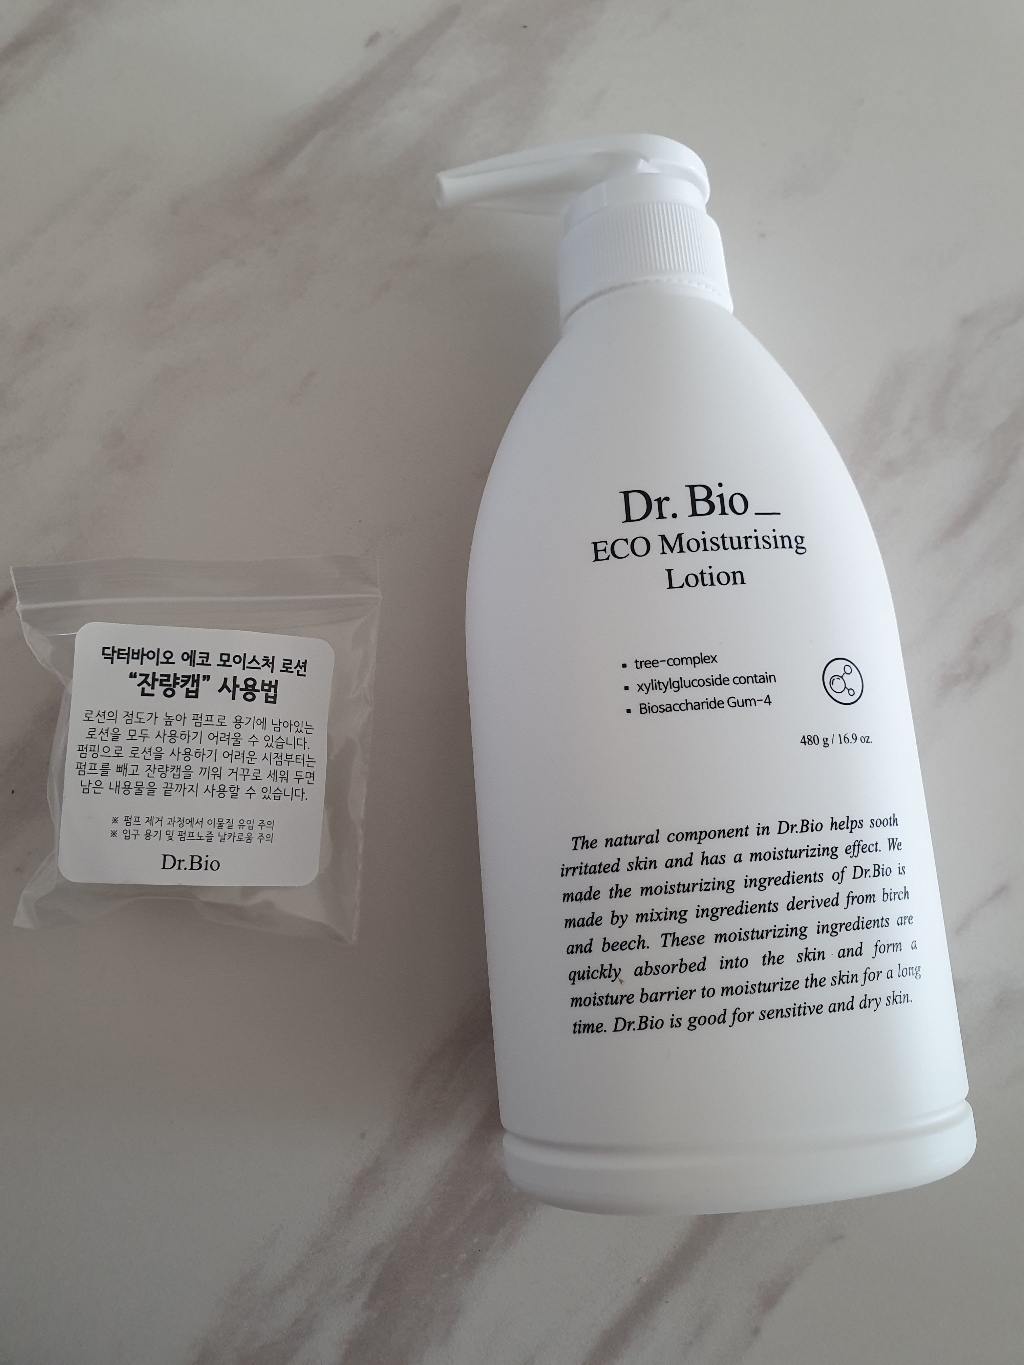 닥터바이오 에코 모이스처 로션
“잔량캡” 사용법
로션의 점도가 높아 펌프로 용기에 남아있는
로션을 모두 사용하기 어려울 수 있습니다.
펌핑으로 로션을 사용하기 어려운 시점부터는
펌프를 빼고 잔량캡을 끼워 거꾸로 세워 두면
남은 내용물을 끝까지 사용할 수 있습니다.
※ 펌프 제거 과정에서 이물질 유입 주의
※ 입구 용기 및 펌프노즐 날카로움 주의
Dr.Bio
Dr. Bio_
ECO Moisturising
Lotion
▪ tree-complex
▪ xylitylglucoside contain
▪ Biosaccharide Gum-4
480 g / 16.9 oz.
The natural component in Dr.Bio helps sooth
irritated skin and has a moisturizing effect. We
made the moisturizing ingredients of Dr.Bio is
made by mixing ingredients derived from birch
and beech. These moisturizing ingredients are
quickly absorbed into the skin and form a
moisture barrier to moisturize the skin for a long
time. Dr.Bio is good for sensitive and dry skin.